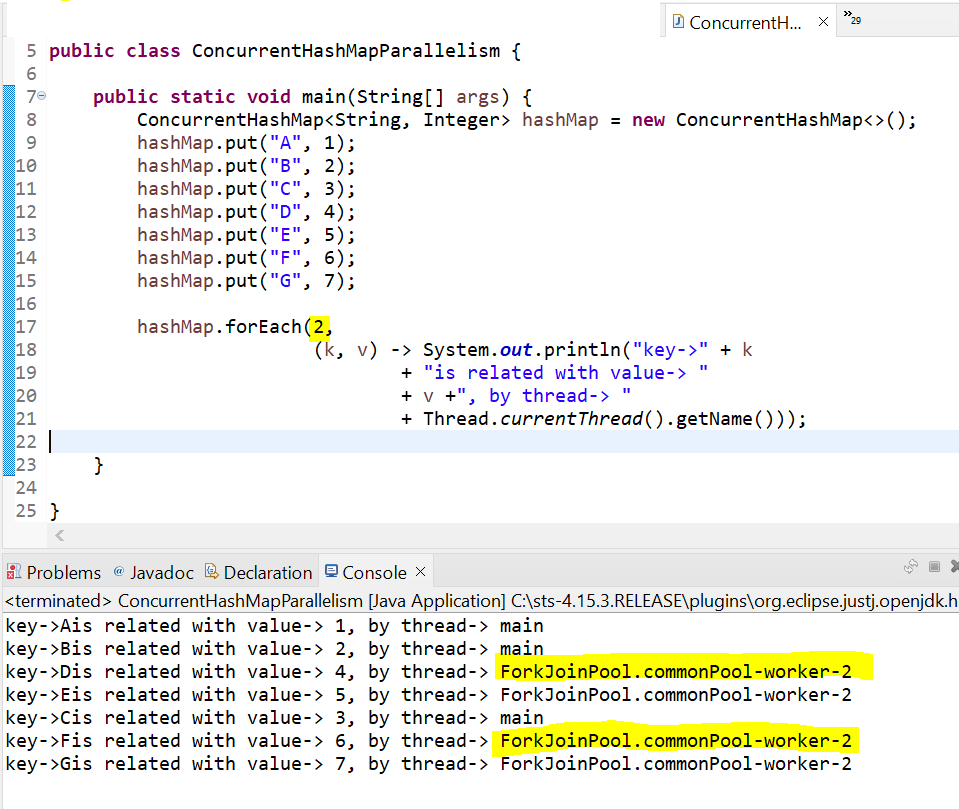 ConcurrentH... 29
5 public class ConcurrentHashMapParallelism {
6
7 public static void main(String[] args) {
8 ConcurrentHashMap<String, Integer> hashMap = new ConcurrentHashMap<>();
9 hashMap.put("A", 1);
10 hashMap.put("B", 2);
11 hashMap.put("C", 3);
12 hashMap.put("D", 4);
13 hashMap.put("E", 5);
14 hashMap.put("F", 6);
15 hashMap.put("G", 7);
16
17 hashMap.forEach(2,
18 (k, v) -> System.out.println("key->" + k
19 + "is related with value-> "
20 + v +", by thread-> "
21 + Thread.currentThread().getName()));
22
23 }
24
25 }
Problems @ Javadoc Declaration Console
<terminated> ConcurrentHashMapParallelism [Java Application] C:\sts-4.15.3.RELEASE\plugins\org.eclipse.justj.openjdk.h
key->Ais related with value-> 1, by thread-> main
key->Bis related with value-> 2, by thread-> main
key->Dis related with value-> 4, by thread-> ForkJoinPool.commonPool-worker-2
key->Eis related with value-> 5, by thread-> ForkJoinPool.commonPool-worker-2
key->Cis related with value-> 3, by thread-> main
key->Fis related with value-> 6, by thread-> ForkJoinPool.commonPool-worker-2
key->Gis related with value-> 7, by thread-> ForkJoinPool.commonPool-worker-2